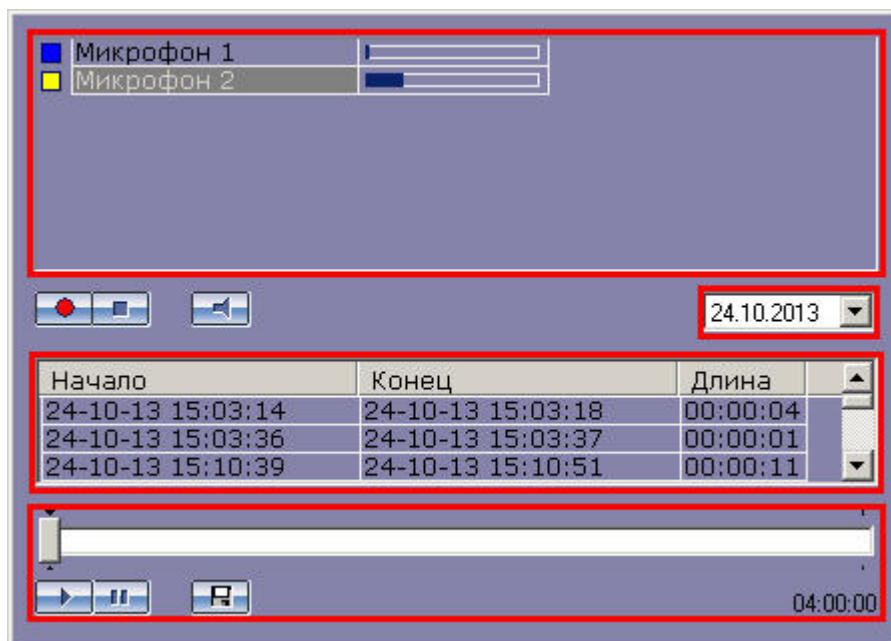 Микрофон 1
Микрофон 2
24.10.2013
Начало Конец Длина
24-10-13 15:03:14 24-10-13 15:03:18 00:00:04
24-10-13 15:03:36 24-10-13 15:03:37 00:00:01
24-10-13 15:10:39 24-10-13 15:10:51 00:00:11
04:00:00